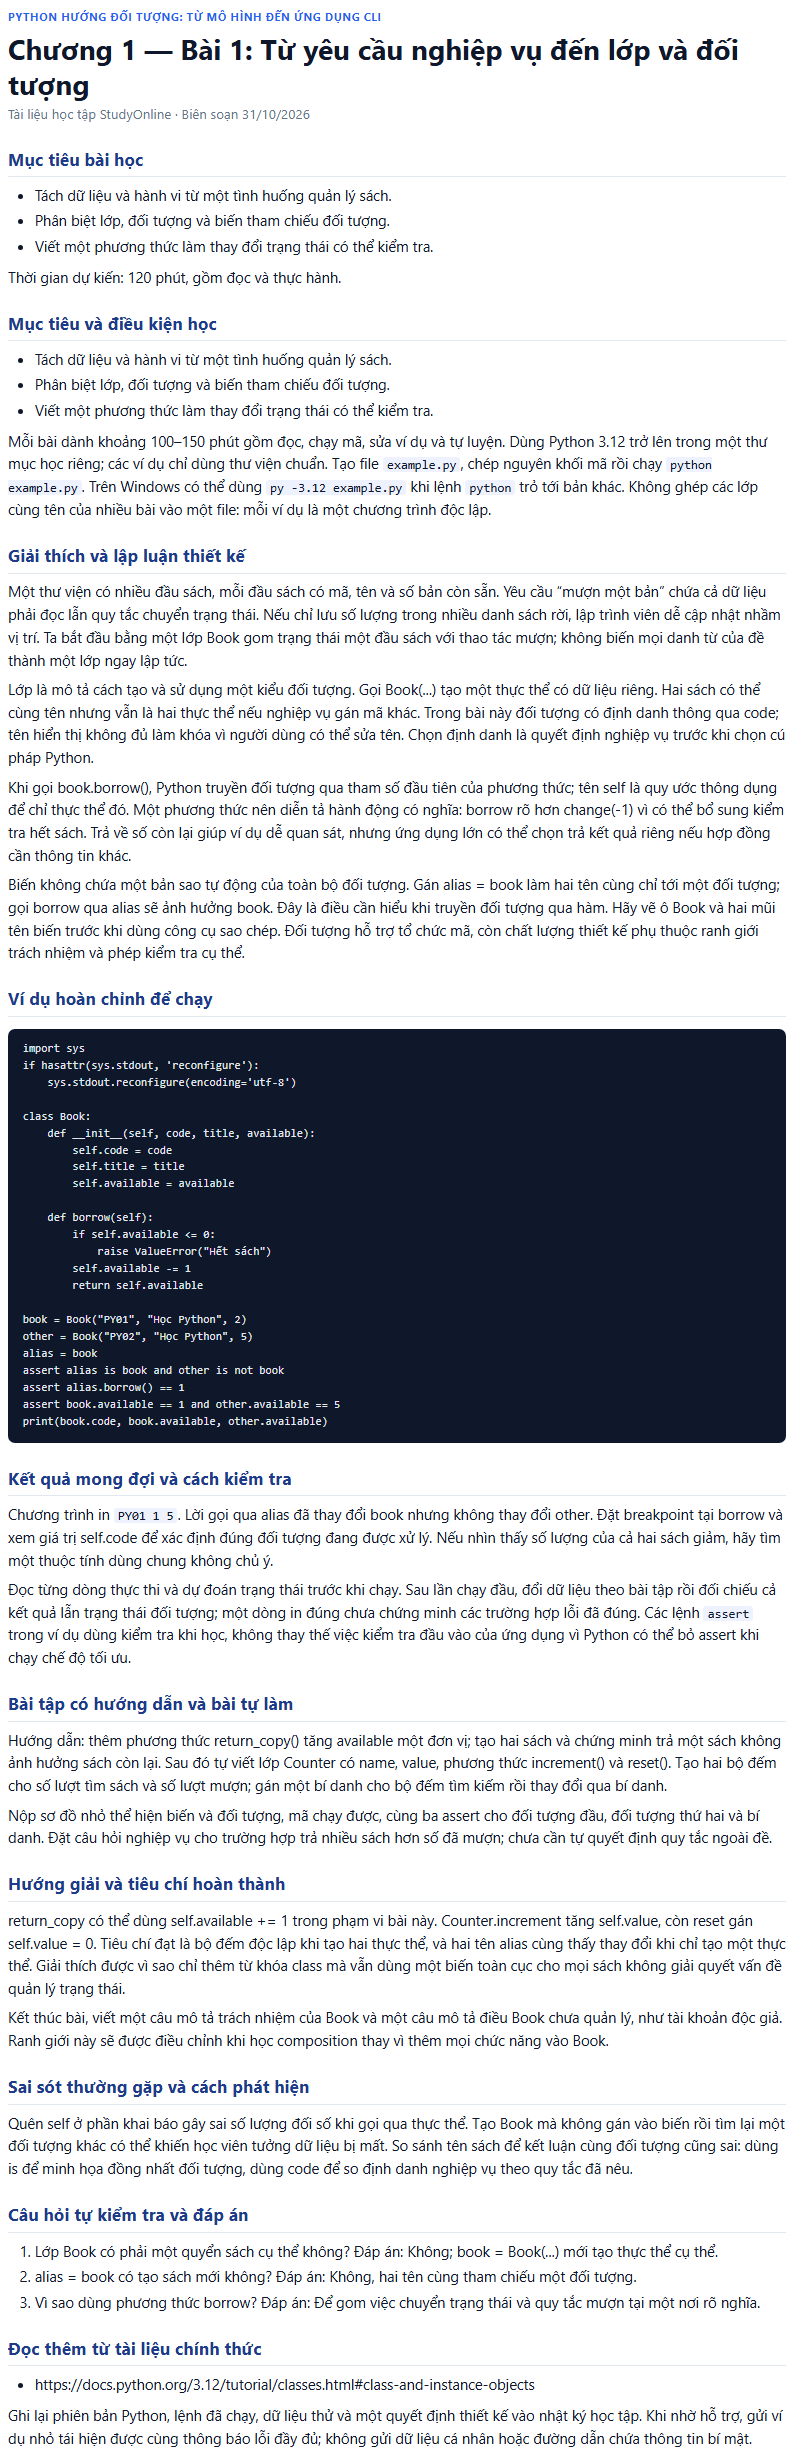 PYTHON HƯỚNG ĐỐI TƯỢNG: TỪ MÔ HÌNH ĐẾN ỨNG DỤNG CLI
Chương 1 — Bài 1: Từ yêu cầu nghiệp vụ đến lớp và đối
tượng
Tài liệu học tập StudyOnline · Biên soạn 31/10/2026
Mục tiêu bài học
• Tách dữ liệu và hành vi từ một tình huống quản lý sách.
• Phân biệt lớp, đối tượng và biến tham chiếu đối tượng.
• Viết một phương thức làm thay đổi trạng thái có thể kiểm tra.
Thời gian dự kiến: 120 phút, gồm đọc và thực hành.
Mục tiêu và điều kiện học
• Tách dữ liệu và hành vi từ một tình huống quản lý sách.
• Phân biệt lớp, đối tượng và biến tham chiếu đối tượng.
• Viết một phương thức làm thay đổi trạng thái có thể kiểm tra.
Mỗi bài dành khoảng 100–150 phút gồm đọc, chạy mã, sửa ví dụ và tự luyện. Dùng Python 3.12 trở lên trong một thư
mục học riêng; các ví dụ chỉ dùng thư viện chuẩn. Tạo file example.py, chép nguyên khối mã rồi chạy python
example.py. Trên Windows có thể dùng py -3.12 example.py khi lệnh python trỏ tới bản khác. Không ghép các lớp
cùng tên của nhiều bài vào một file: mỗi ví dụ là một chương trình độc lập.
Giải thích và lập luận thiết kế
Một thư viện có nhiều đầu sách, mỗi đầu sách có mã, tên và số bản còn sẵn. Yêu cầu “mượn một bản” chứa cả dữ liệu
phải đọc lẫn quy tắc chuyển trạng thái. Nếu chỉ lưu số lượng trong nhiều danh sách rời, lập trình viên dễ cập nhật nhầm
vị trí. Ta bắt đầu bằng một lớp Book gom trạng thái một đầu sách với thao tác mượn; không biến mọi danh từ của đề
thành một lớp ngay lập tức.
Lớp là mô tả cách tạo và sử dụng một kiểu đối tượng. Gọi Book(...) tạo một thực thể có dữ liệu riêng. Hai sách có thể
cùng tên nhưng vẫn là hai thực thể nếu nghiệp vụ gán mã khác. Trong bài này đối tượng có định danh thông qua code;
tên hiển thị không đủ làm khóa vì người dùng có thể sửa tên. Chọn định danh là quyết định nghiệp vụ trước khi chọn cú
pháp Python.
Khi gọi book.borrow(), Python truyền đối tượng qua tham số đầu tiên của phương thức; tên self là quy ước thông dụng
để chỉ thực thể đó. Một phương thức nên diễn tả hành động có nghĩa: borrow rõ hơn change(-1) vì có thể bổ sung kiểm
tra hết sách. Trả về số còn lại giúp ví dụ dễ quan sát, nhưng ứng dụng lớn có thể chọn trả kết quả riêng nếu hợp đồng
cần thông tin khác.
Biến không chứa một bản sao tự động của toàn bộ đối tượng. Gán alias = book làm hai tên cùng chỉ tới một đối tượng;
gọi borrow qua alias sẽ ảnh hưởng book. Đây là điều cần hiểu khi truyền đối tượng qua hàm. Hãy vẽ ô Book và hai mũi
tên biến trước khi dùng công cụ sao chép. Đối tượng hỗ trợ tổ chức mã, còn chất lượng thiết kế phụ thuộc ranh giới
trách nhiệm và phép kiểm tra cụ thể.
Ví dụ hoàn chỉnh để chạy
import sys
if hasattr(sys.stdout, 'reconfigure'):
    sys.stdout.reconfigure(encoding='utf-8')
class Book:
    def __init__(self, code, title, available):
        self.code = code
        self.title = title
        self.available = available
    def borrow(self):
        if self.available <= 0:
            raise ValueError("Hết sách")
        self.available -= 1
        return self.available
book = Book("PY01", "Học Python", 2)
other = Book("PY02", "Học Python", 5)
alias = book
assert alias is book and other is not book
assert alias.borrow() == 1
assert book.available == 1 and other.available == 5
print(book.code, book.available, other.available)
Kết quả mong đợi và cách kiểm tra
Chương trình in PY01 1 5. Lời gọi qua alias đã thay đổi book nhưng không thay đổi other. Đặt breakpoint tại borrow và
xem giá trị self.code để xác định đúng đối tượng đang được xử lý. Nếu nhìn thấy số lượng của cả hai sách giảm, hãy tìm
một thuộc tính dùng chung không chủ ý.
Đọc từng dòng thực thi và dự đoán trạng thái trước khi chạy. Sau lần chạy đầu, đổi dữ liệu theo bài tập rồi đối chiếu cả
kết quả lẫn trạng thái đối tượng; một dòng in đúng chưa chứng minh các trường hợp lỗi đã đúng. Các lệnh assert
trong ví dụ dùng kiểm tra khi học, không thay thế việc kiểm tra đầu vào của ứng dụng vì Python có thể bỏ assert khi
chạy chế độ tối ưu.
Bài tập có hướng dẫn và bài tự làm
Hướng dẫn: thêm phương thức return_copy() tăng available một đơn vị; tạo hai sách và chứng minh trả một sách không
ảnh hưởng sách còn lại. Sau đó tự viết lớp Counter có name, value, phương thức increment() và reset(). Tạo hai bộ đếm
cho số lượt tìm sách và số lượt mượn; gán một bí danh cho bộ đếm tìm kiếm rồi thay đổi qua bí danh.
Nộp sơ đồ nhỏ thể hiện biến và đối tượng, mã chạy được, cùng ba assert cho đối tượng đầu, đối tượng thứ hai và bí
danh. Đặt câu hỏi nghiệp vụ cho trường hợp trả nhiều sách hơn số đã mượn; chưa cần tự quyết định quy tắc ngoài đề.
Hướng giải và tiêu chí hoàn thành
return_copy có thể dùng self.available += 1 trong phạm vi bài này. Counter.increment tăng self.value, còn reset gán
self.value = 0. Tiêu chí đạt là bộ đếm độc lập khi tạo hai thực thể, và hai tên alias cùng thấy thay đổi khi chỉ tạo một thực
thể. Giải thích được vì sao chỉ thêm từ khóa class mà vẫn dùng một biến toàn cục cho mọi sách không giải quyết vấn đề
quản lý trạng thái.
Kết thúc bài, viết một câu mô tả trách nhiệm của Book và một câu mô tả điều Book chưa quản lý, như tài khoản độc giả.
Ranh giới này sẽ được điều chỉnh khi học composition thay vì thêm mọi chức năng vào Book.
Sai sót thường gặp và cách phát hiện
Quên self ở phần khai báo gây sai số lượng đối số khi gọi qua thực thể. Tạo Book mà không gán vào biến rồi tìm lại một
đối tượng khác có thể khiến học viên tưởng dữ liệu bị mất. So sánh tên sách để kết luận cùng đối tượng cũng sai: dùng
is để minh họa đồng nhất đối tượng, dùng code để so định danh nghiệp vụ theo quy tắc đã nêu.
Câu hỏi tự kiểm tra và đáp án
1. Lớp Book có phải một quyển sách cụ thể không? Đáp án: Không; book = Book(...) mới tạo thực thể cụ thể.
2. alias = book có tạo sách mới không? Đáp án: Không, hai tên cùng tham chiếu một đối tượng.
3. Vì sao dùng phương thức borrow? Đáp án: Để gom việc chuyển trạng thái và quy tắc mượn tại một nơi rõ nghĩa.
Đọc thêm từ tài liệu chính thức
• https://docs.python.org/3.12/tutorial/classes.html#class-and-instance-objects
Ghi lại phiên bản Python, lệnh đã chạy, dữ liệu thử và một quyết định thiết kế vào nhật ký học tập. Khi nhờ hỗ trợ, gửi ví
dụ nhỏ tái hiện được cùng thông báo lỗi đầy đủ; không gửi dữ liệu cá nhân hoặc đường dẫn chứa thông tin bí mật.